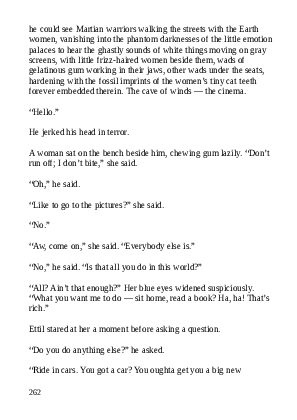 he could see Martian warriors walking the streets with the Earth
women, vanishing into the phantom darknesses of the little emotion
palaces to hear the ghastly sounds of white things moving on gray
screens, with little frizz-haired women beside them, wads of
gelatinous gum working in their jaws, other wads under the seats,
hardening with the fossil imprints of the women's tiny cat teeth
forever embedded therein. The cave of winds — the cinema.
“Hello.”
He jerked his head in terror.
A woman sat on the bench beside him, chewing gum lazily. “Don’t
run off; I don’t bite,” she said.
“Oh,” he said.
“Like to go to the pictures?” she said.
“No.”
“Aw, come on,” she said. “Everybody else is.”
“No,” he said. “Is that all you do in this world?”
“All? Ain’t that enough?” Her blue eyes widened suspiciously.
“What you want me to do — sit home, read a book? Ha, ha! That’s
rich.”
Ettil stared at her a moment before asking a question.
“Do you do anything else?” he asked.
“Ride in cars. You got a car? You oughta get you a big new
262